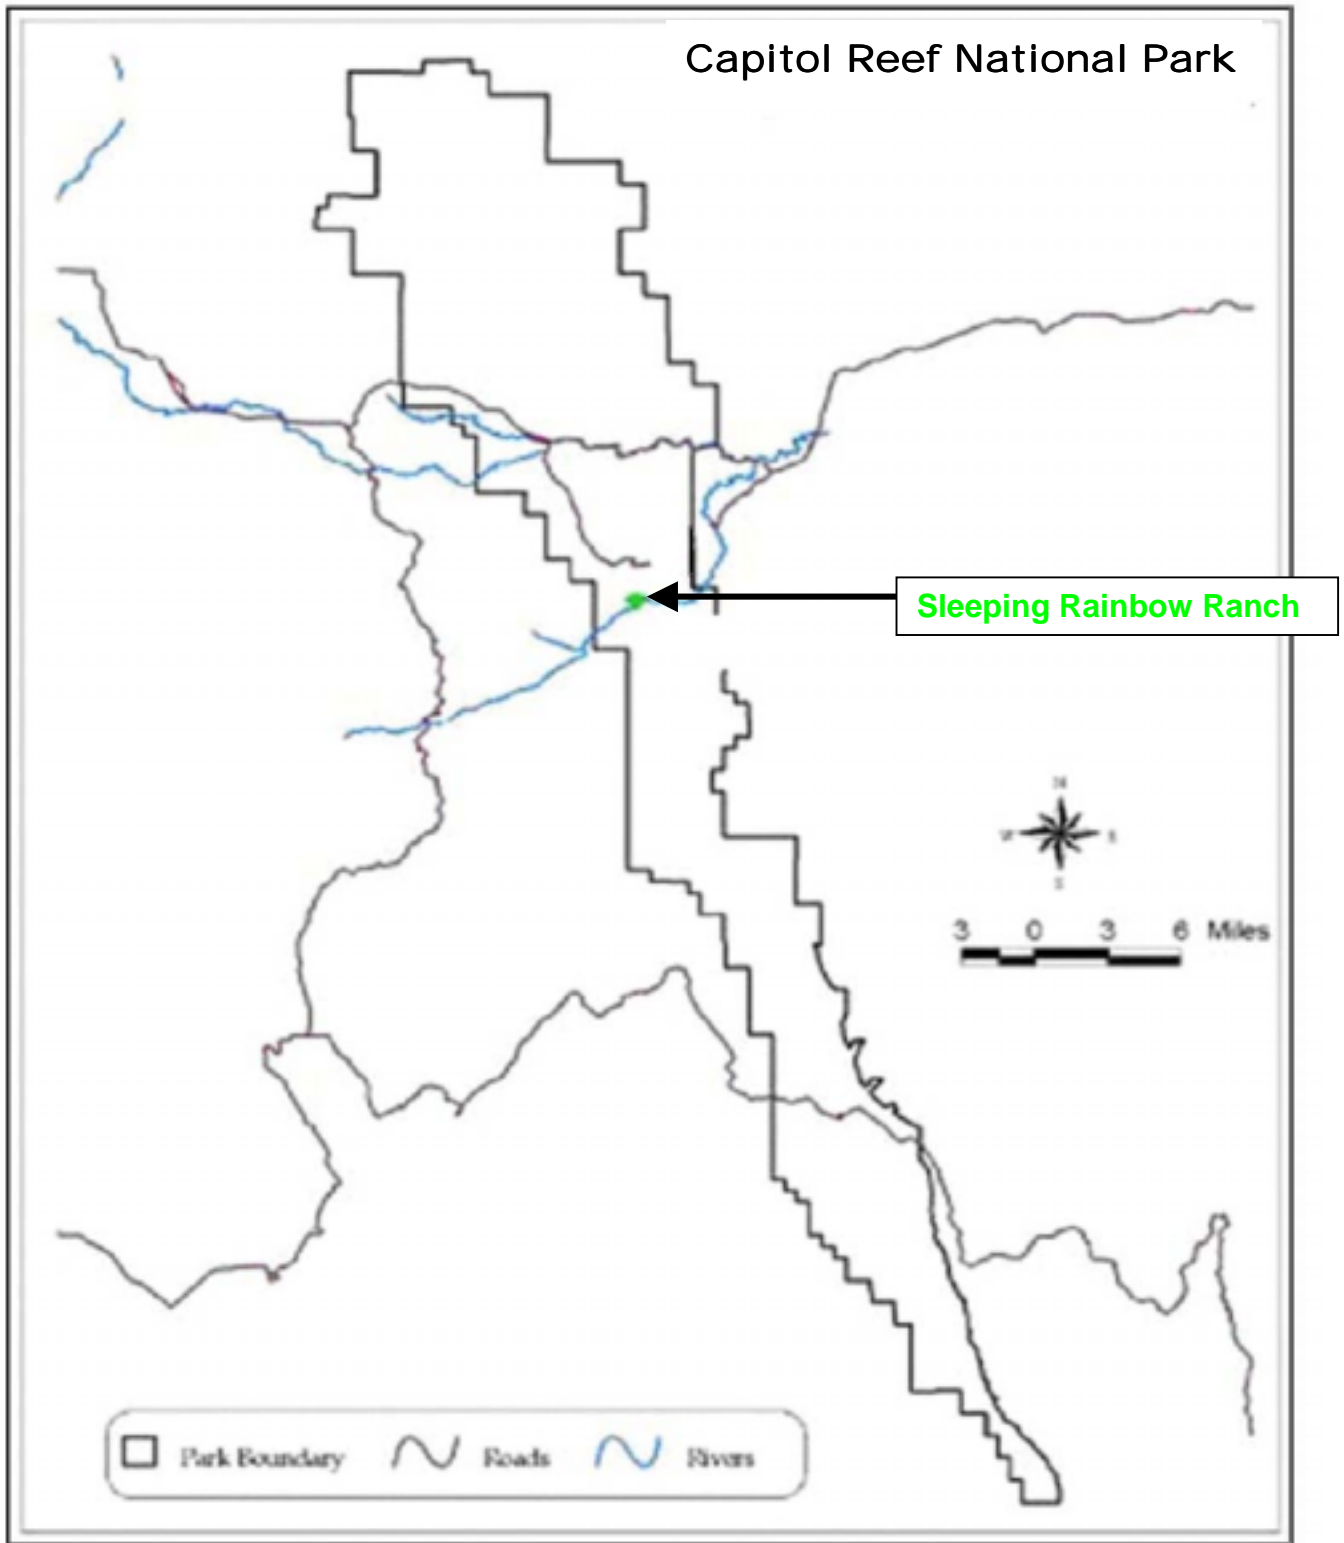 Capitol Reef National Park
Sleeping Rainbow Ranch
N
W
E
S
3 0 3 6 Miles
Park Boundary Roads Rivers